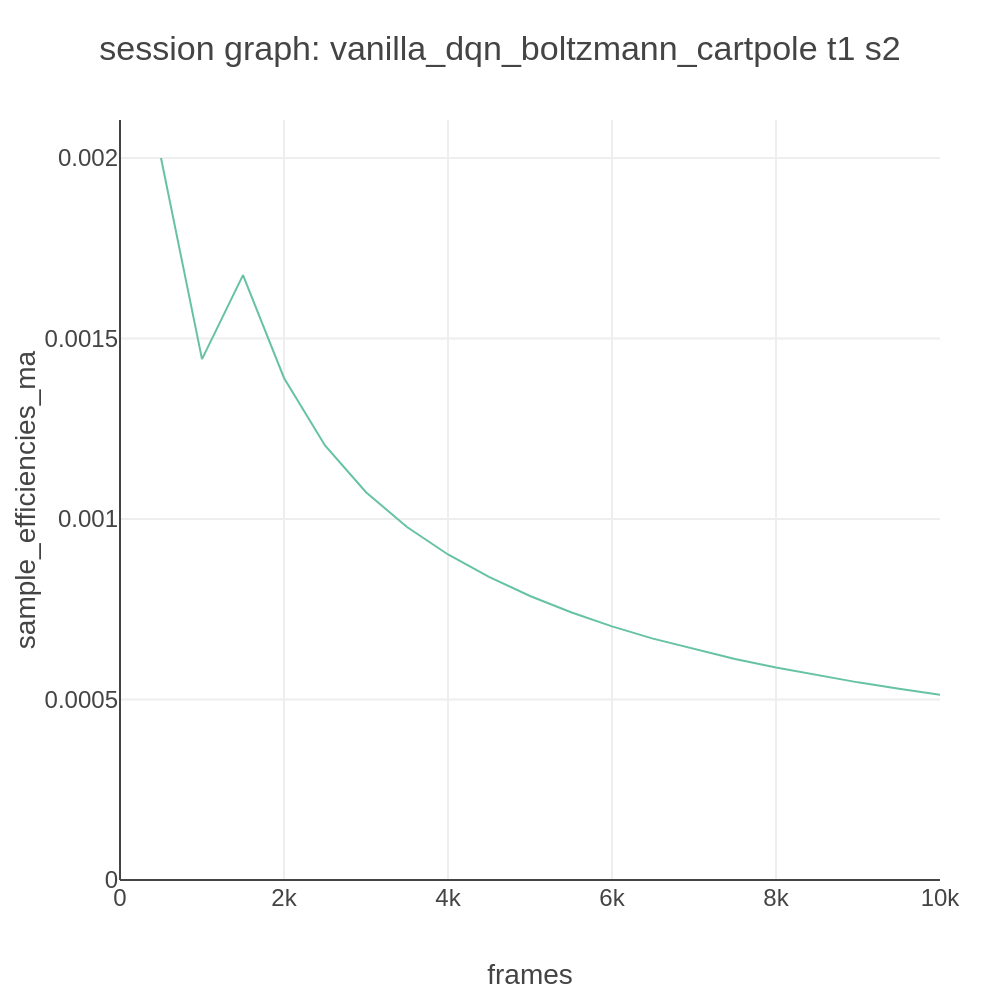 session graph: vanilla_dqn_boltzmann_cartpole t1 s2
sample_efficiencies_ma
0.002
0.0015
0.001
0.0005
0
0 2k 4k 6k 8k 10k
frames